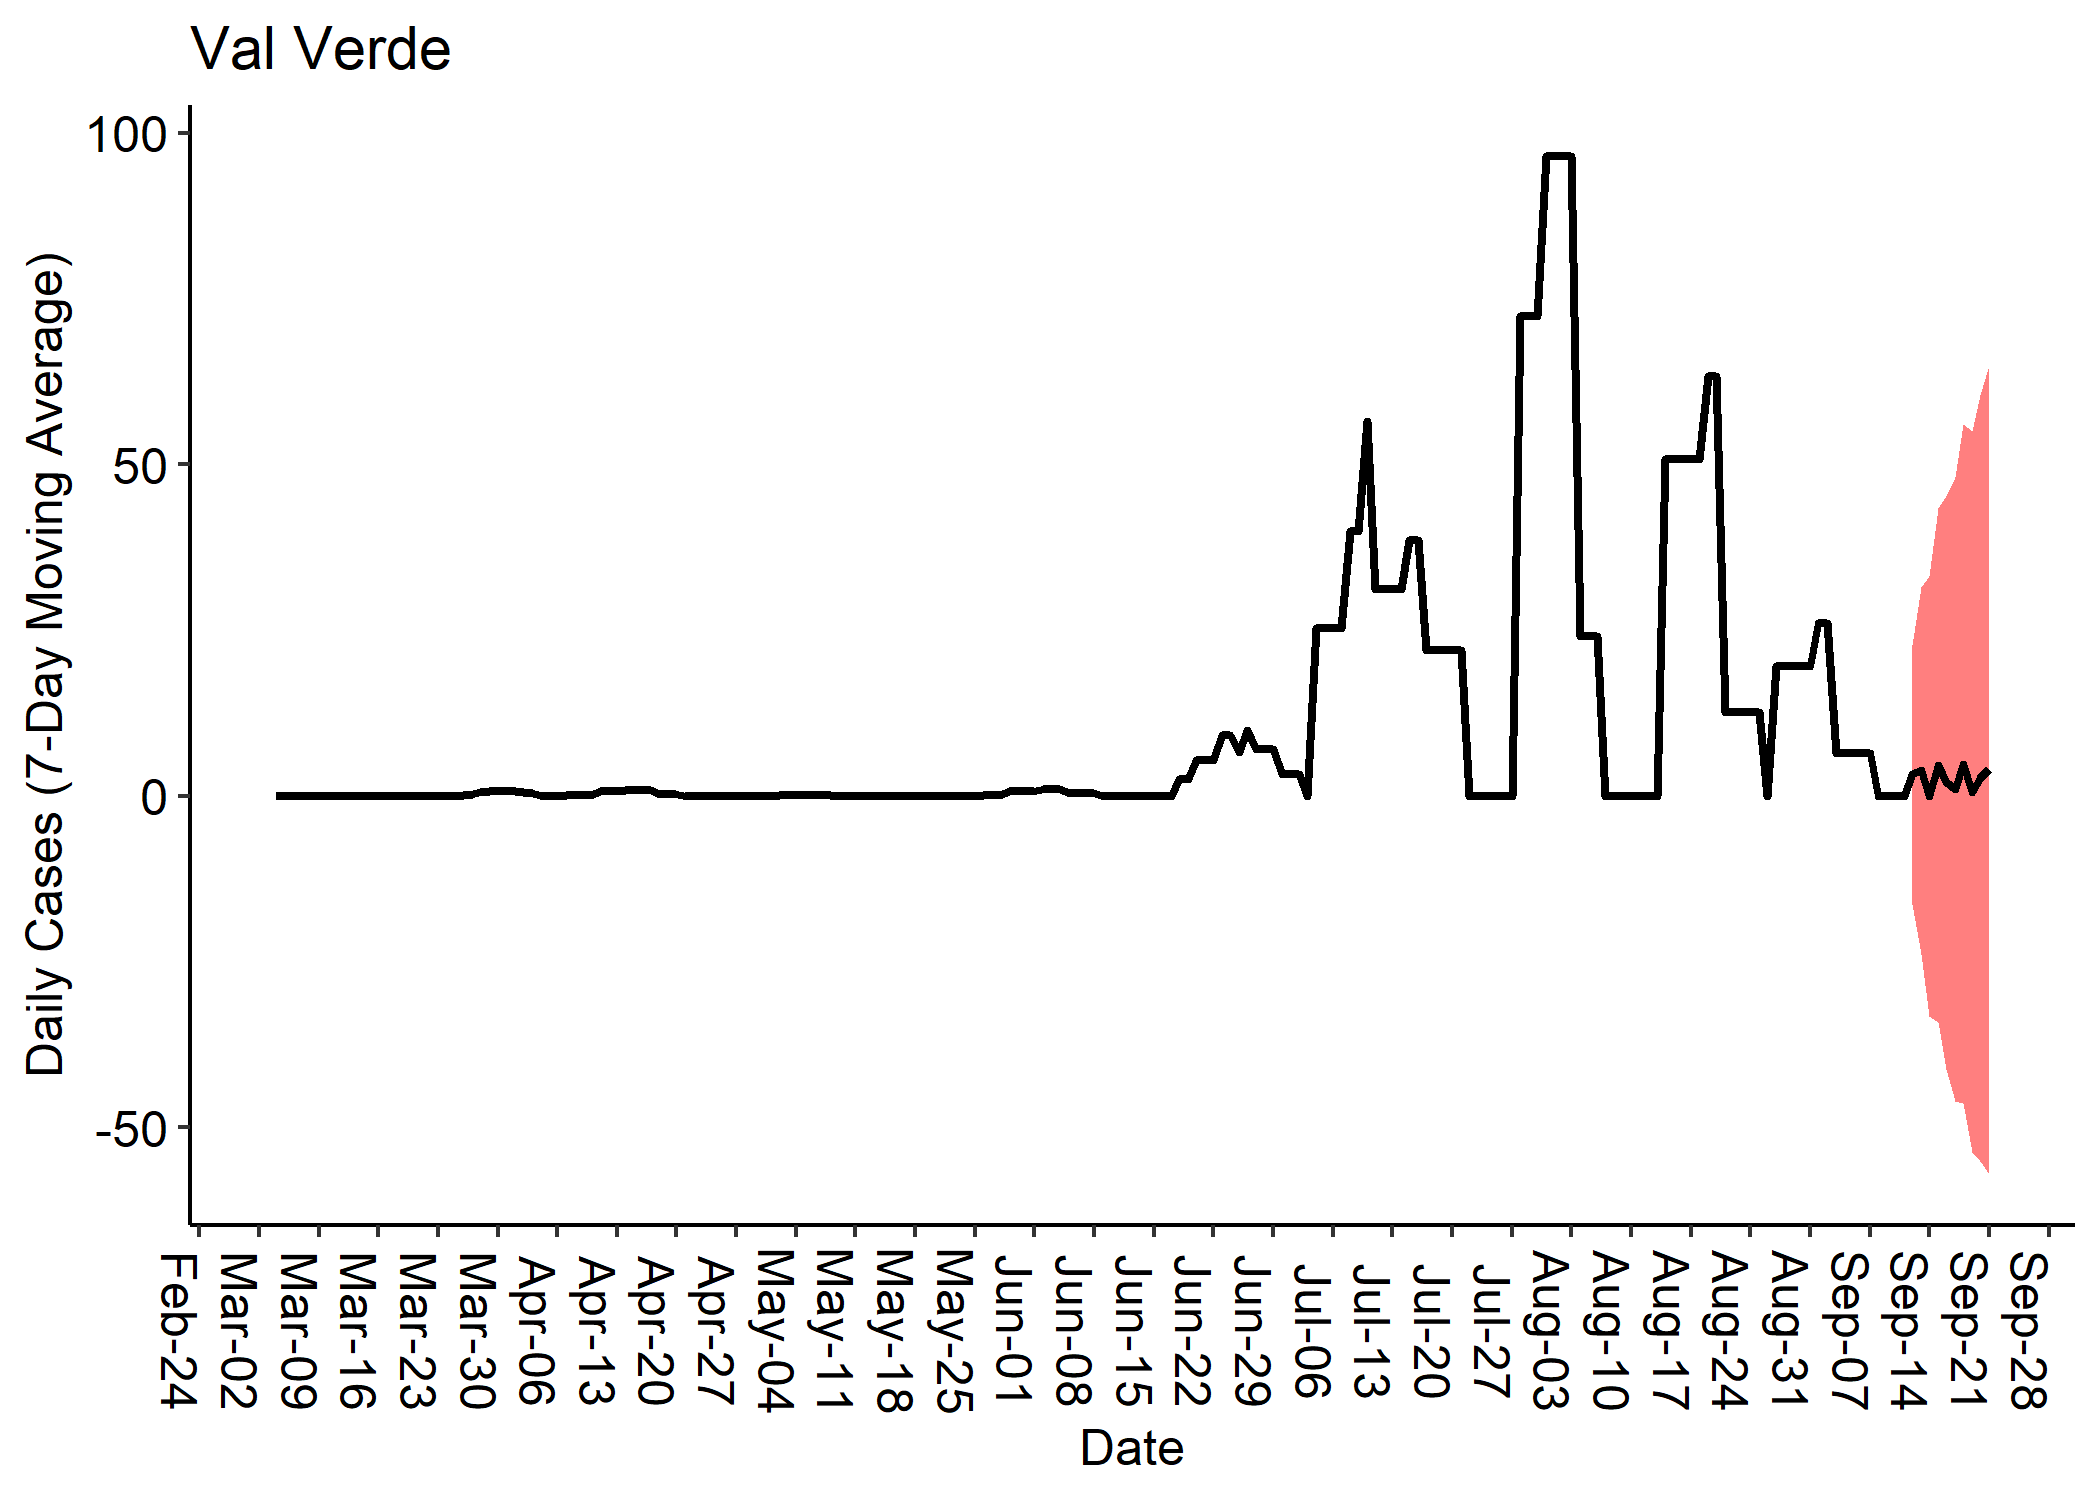 Val Verde
Daily Cases (7-Day Moving Average)
100
50
0
-50
Feb-24
Mar-02
Mar-09
Mar-16
Mar-23
Mar-30
Apr-06
Apr-13
Apr-20
Apr-27
May-04
May-11
May-18
May-25
Jun-01
Jun-08
Jun-15
Jun-22
Jun-29
Jul-06
Jul-13
Jul-20
Jul-27
Aug-03
Aug-10
Aug-17
Aug-24
Aug-31
Sep-07
Sep-14
Sep-21
Sep-28
Date